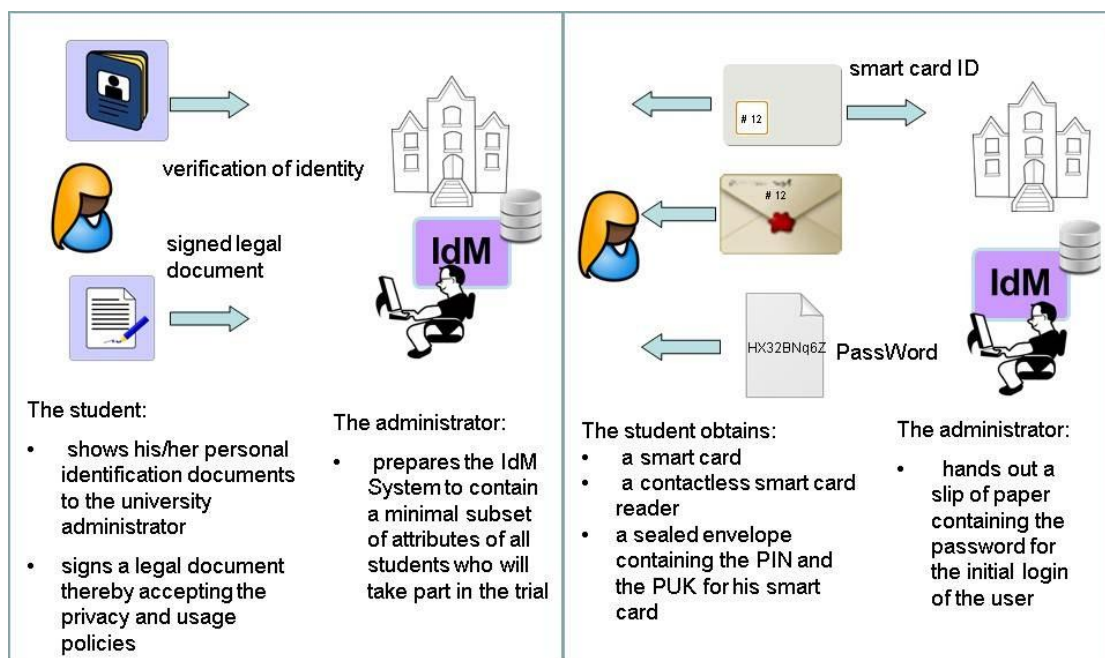 verification of identity
signed legal
document
IdM
The student:
• shows his/her personal
identification documents
to the university
administrator
• signs a legal document
thereby accepting the
privacy and usage
policies
The administrator:
• prepares the IdM
System to contain
a minimal subset
of attributes of all
students who will
take part in the trial
smart card ID
# 12
# 12
IdM
HX32BNq6Z
PassWord
The student obtains:
• a smart card
• a contactless smart card
reader
• a sealed envelope
containing the PIN and
the PUK for his smart
card
The administrator:
• hands out a
slip of paper
containing the
password for
the initial login
of the user